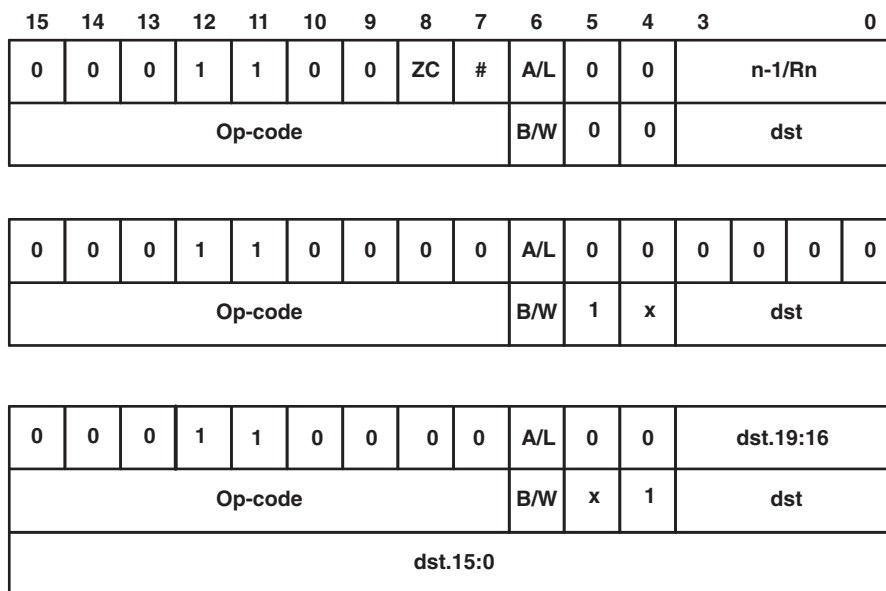 15 14 13 12 11 10 9 8 7 6 5 4 3 0
0 0 0 1 1 0 0 ZC # A/L 0 0 n-1/Rn
Op-code B/W 0 0 dst
0 0 0 1 1 0 0 0 0 A/L 0 0 0 0 0 0
Op-code B/W 1 x dst
0 0 0 1 1 0 0 0 0 A/L 0 0 dst.19:16
Op-code B/W x 1 dst
dst.15:0